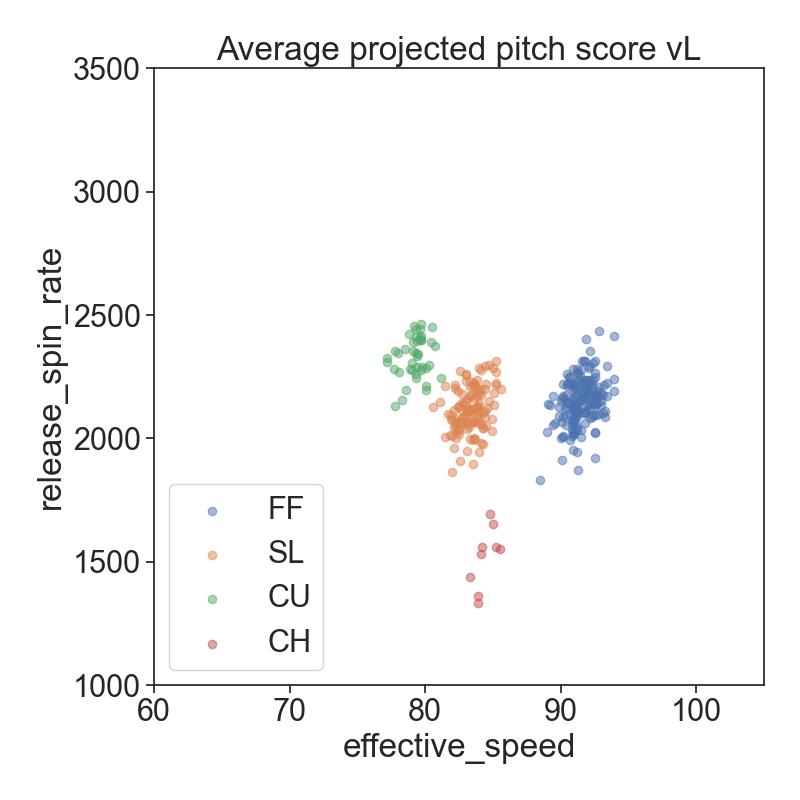 Average projected pitch score vL
3500
3000
2500
2000
1500
1000
release_spin_rate
FF
SL
CU
CH
60
70
80
90
100
effective_speed